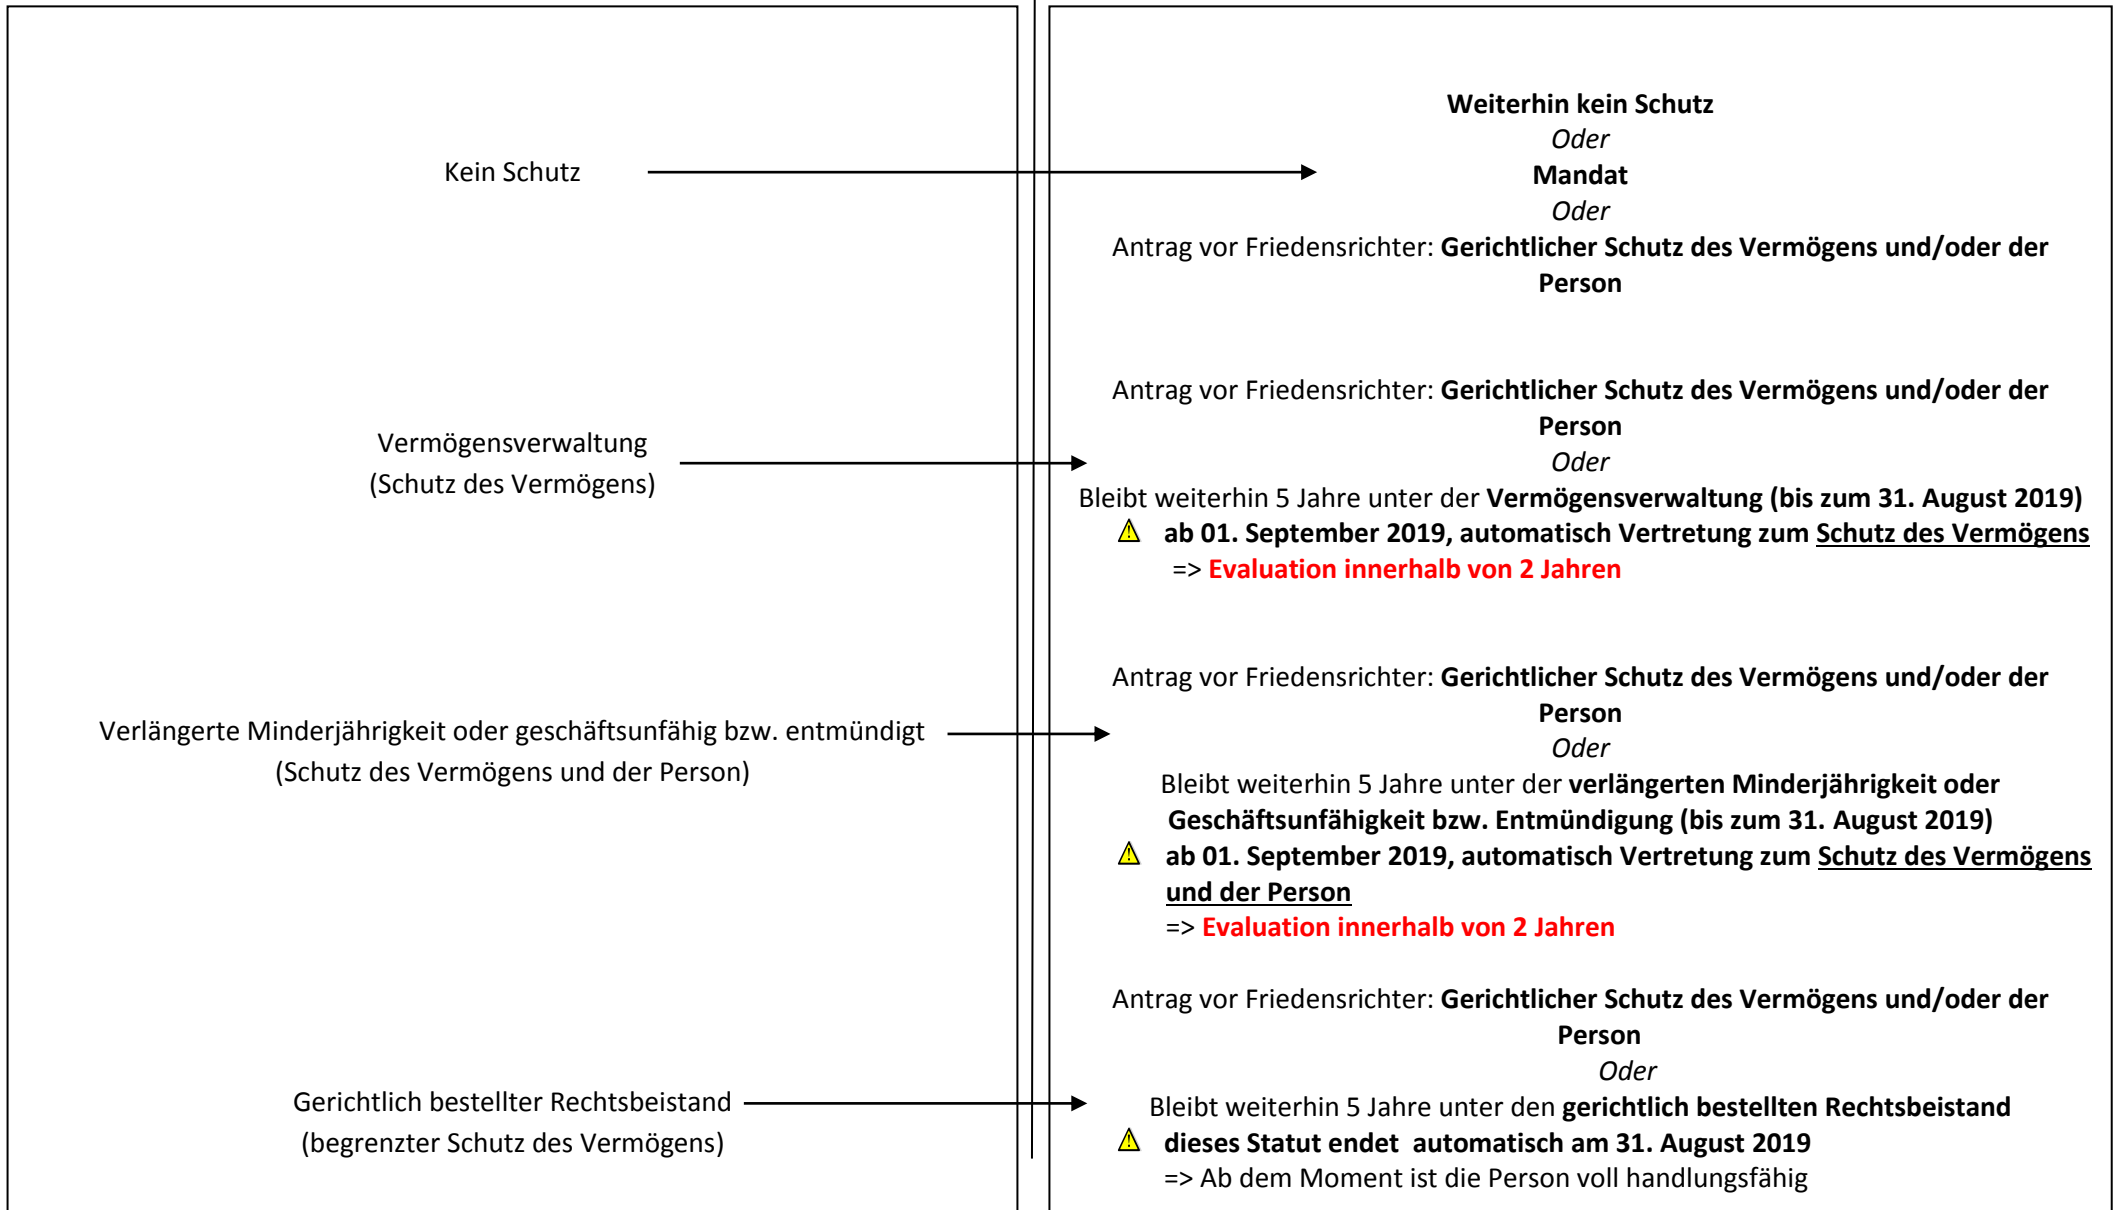 Kein Schutz
Weiterhin kein Schutz
Oder
Mandat
Oder
Antrag vor Friedensrichter: Gerichtlicher Schutz des Vermögens und/oder der
Person
Vermögensverwaltung
(Schutz des Vermögens)
Antrag vor Friedensrichter: Gerichtlicher Schutz des Vermögens und/oder der
Person
Oder
Bleibt weiterhin 5 Jahre unter der Vermögensverwaltung (bis zum 31. August 2019)
ab 01. September 2019, automatisch Vertretung zum Schutz des Vermögens
=> Evaluation innerhalb von 2 Jahren
Verlängerte Minderjährigkeit oder geschäftsunfähig bzw. entmündigt
(Schutz des Vermögens und der Person)
Antrag vor Friedensrichter: Gerichtlicher Schutz des Vermögens und/oder der
Person
Oder
Bleibt weiterhin 5 Jahre unter der verlängerten Minderjährigkeit oder
Geschäftsunfähigkeit bzw. Entmündigung (bis zum 31. August 2019)
ab 01. September 2019, automatisch Vertretung zum Schutz des Vermögens
und der Person
=> Evaluation innerhalb von 2 Jahren
Gerichtlich bestellter Rechtsbeistand
(begrenzter Schutz des Vermögens)
Antrag vor Friedensrichter: Gerichtlicher Schutz des Vermögens und/oder der
Person
Oder
Bleibt weiterhin 5 Jahre unter den gerichtlich bestellten Rechtsbeistand
dieses Statut endet automatisch am 31. August 2019
=> Ab dem Moment ist die Person voll handlungsfähig